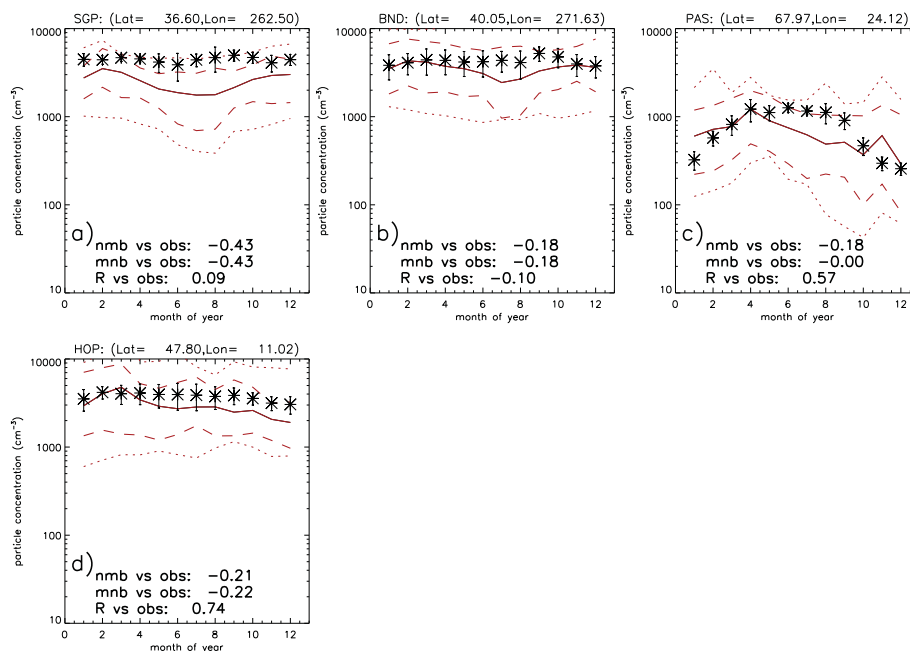 SGP: (Lat= 36.60,Lon= 262.50)
10000
1000
100
10
particle concentration (cm⁻³)
a)
nmb vs obs: −0.43
mnb vs obs: −0.43
R vs obs: 0.09
0 2 4 6 8 10 12
month of year
BND: (Lat= 40.05,Lon= 271.63)
10000
1000
100
10
particle concentration (cm⁻³)
b)
nmb vs obs: −0.18
mnb vs obs: −0.18
R vs obs: −0.10
0 2 4 6 8 10 12
month of year
PAS: (Lat= 67.97,Lon= 24.12)
10000
1000
100
10
particle concentration (cm⁻³)
c)
nmb vs obs: −0.18
mnb vs obs: −0.00
R vs obs: 0.57
0 2 4 6 8 10 12
month of year
HOP: (Lat= 47.80,Lon= 11.02)
10000
1000
100
10
particle concentration (cm⁻³)
d)
nmb vs obs: −0.21
mnb vs obs: −0.22
R vs obs: 0.74
0 2 4 6 8 10 12
month of year